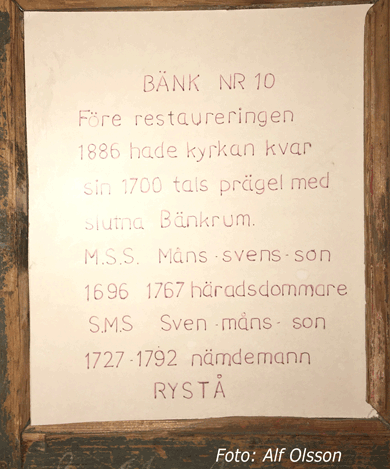 BÄNK NR 10
Före restaureringen
1886 hade kyrkan kvar
sin 1700 tals prägel med
slutna Bänkrum.
M.S.S. Måns-svens-son
1696 1767 häradsdommare
S.M.S Sven-måns-son
1727-1792 nämdemann
RYSTÅ
Foto: Alf Olsson